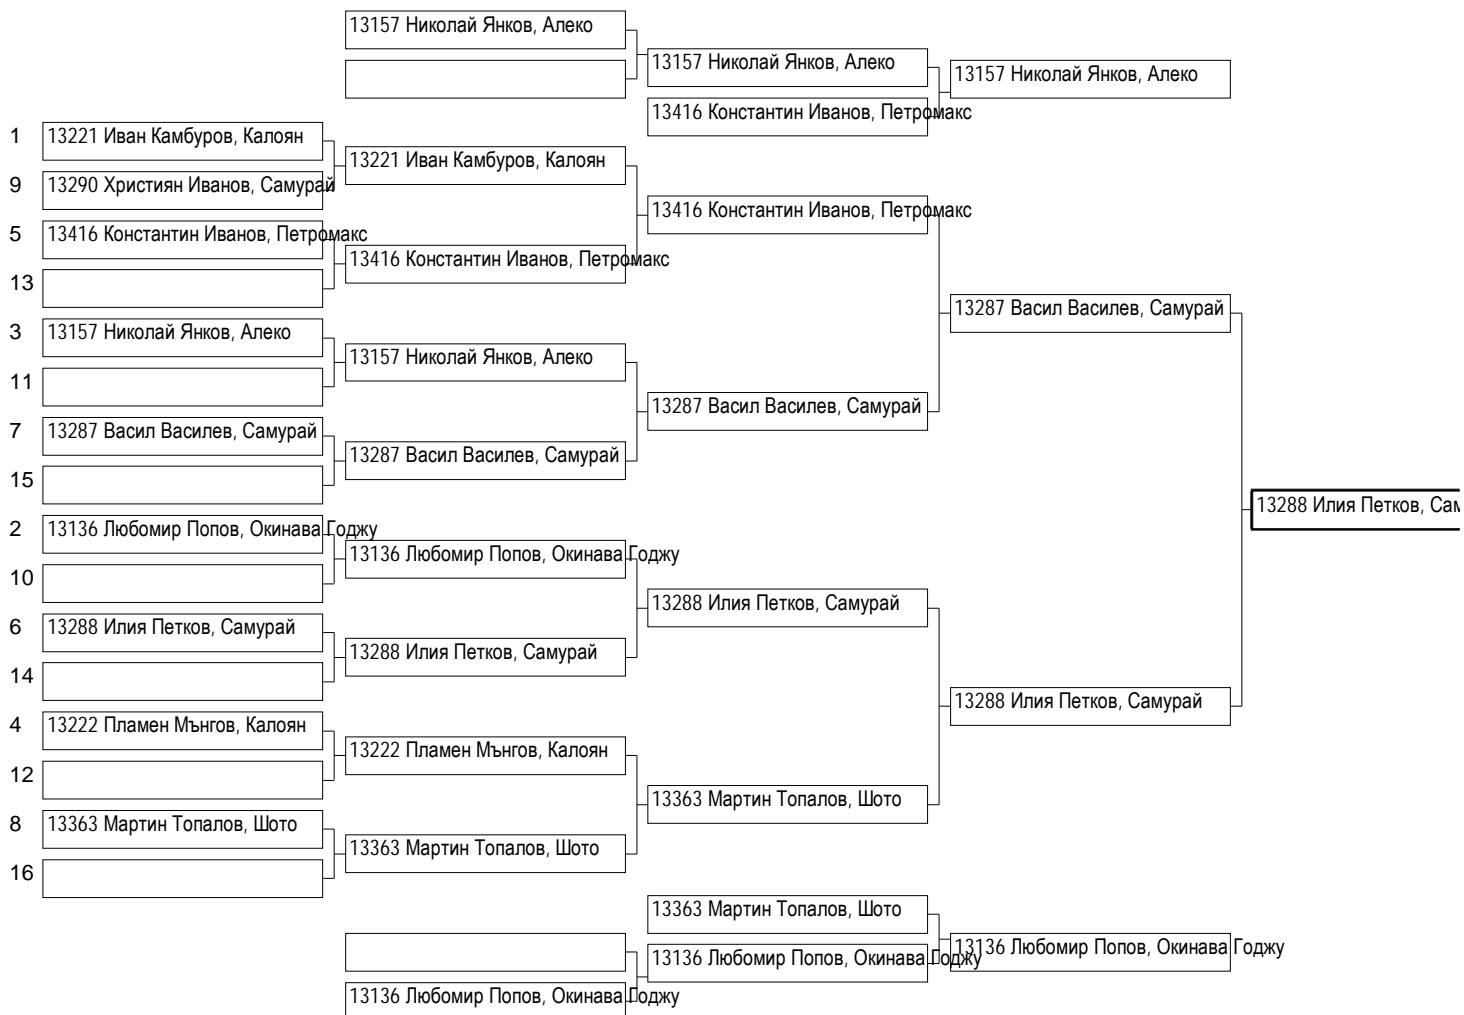 13157 Николай Янков, Алеко
13157 Николай Янков, Алеко
13157 Николай Янков, Алеко
13416 Константин Иванов, Петромакс
1 13221 Иван Камбуров, Калоян
13221 Иван Камбуров, Калоян
9 13290 Християн Иванов, Самурай
13416 Константин Иванов, Петромакс
5 13416 Константин Иванов, Петромакс
13416 Константин Иванов, Петромакс
13
13287 Васил Василев, Самурай
3 13157 Николай Янков, Алеко
13157 Николай Янков, Алеко
11
13287 Васил Василев, Самурай
7 13287 Васил Василев, Самурай
13287 Васил Василев, Самурай
15
13288 Илия Петков, Сам
2 13136 Любомир Попов, Окинава Годжу
13136 Любомир Попов, Окинава Годжу
10
13288 Илия Петков, Самурай
6 13288 Илия Петков, Самурай
13288 Илия Петков, Самурай
14
13288 Илия Петков, Самурай
4 13222 Пламен Мънгов, Калоян
13222 Пламен Мънгов, Калоян
12
13363 Мартин Топалов, Шото
8 13363 Мартин Топалов, Шото
13363 Мартин Топалов, Шото
16
13363 Мартин Топалов, Шото
13136 Любомир Попов, Окинава Годжу
13136 Любомир Попов, Окинава Годжу
13136 Любомир Попов, Окинава Годжу